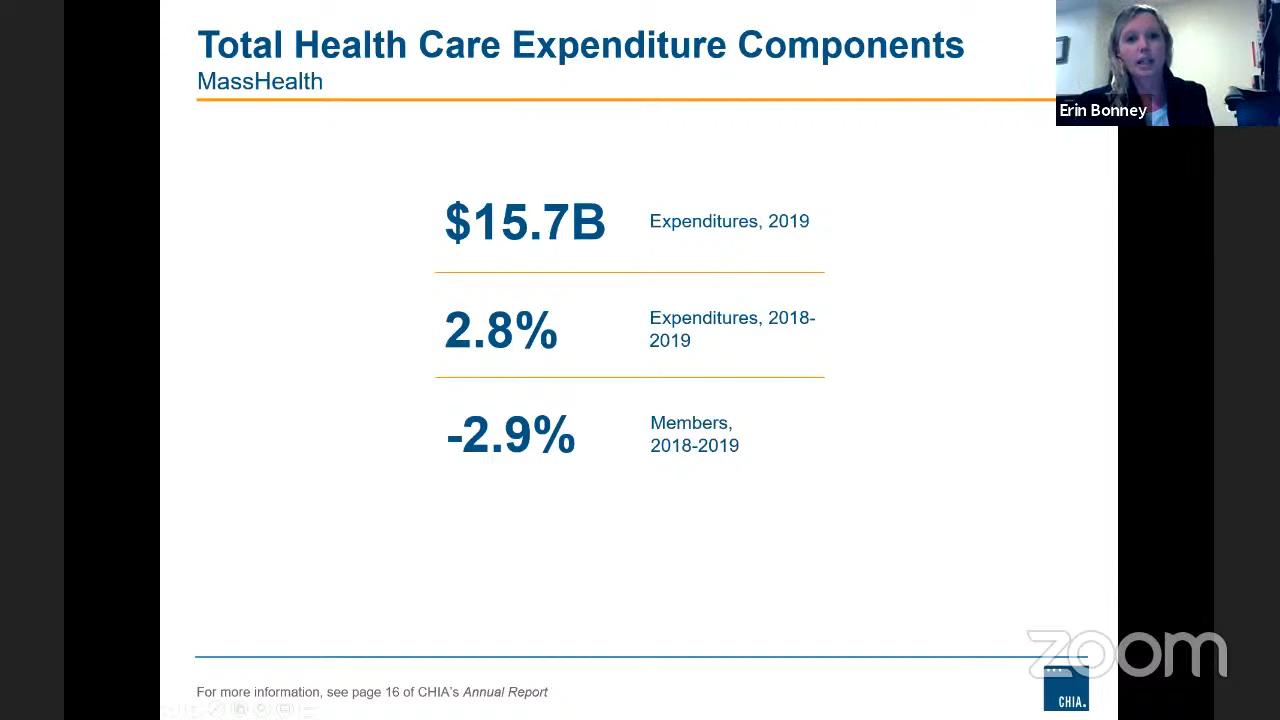 Total Health Care Expenditure Components
MassHealth
Erin Bonney
$15.7B
Expenditures, 2019
2.8%
Expenditures, 2018-
2019
-2.9%
Members,
2018-2019
zoom
For more information, see page 16 of CHIA's Annual Report
CHIA.